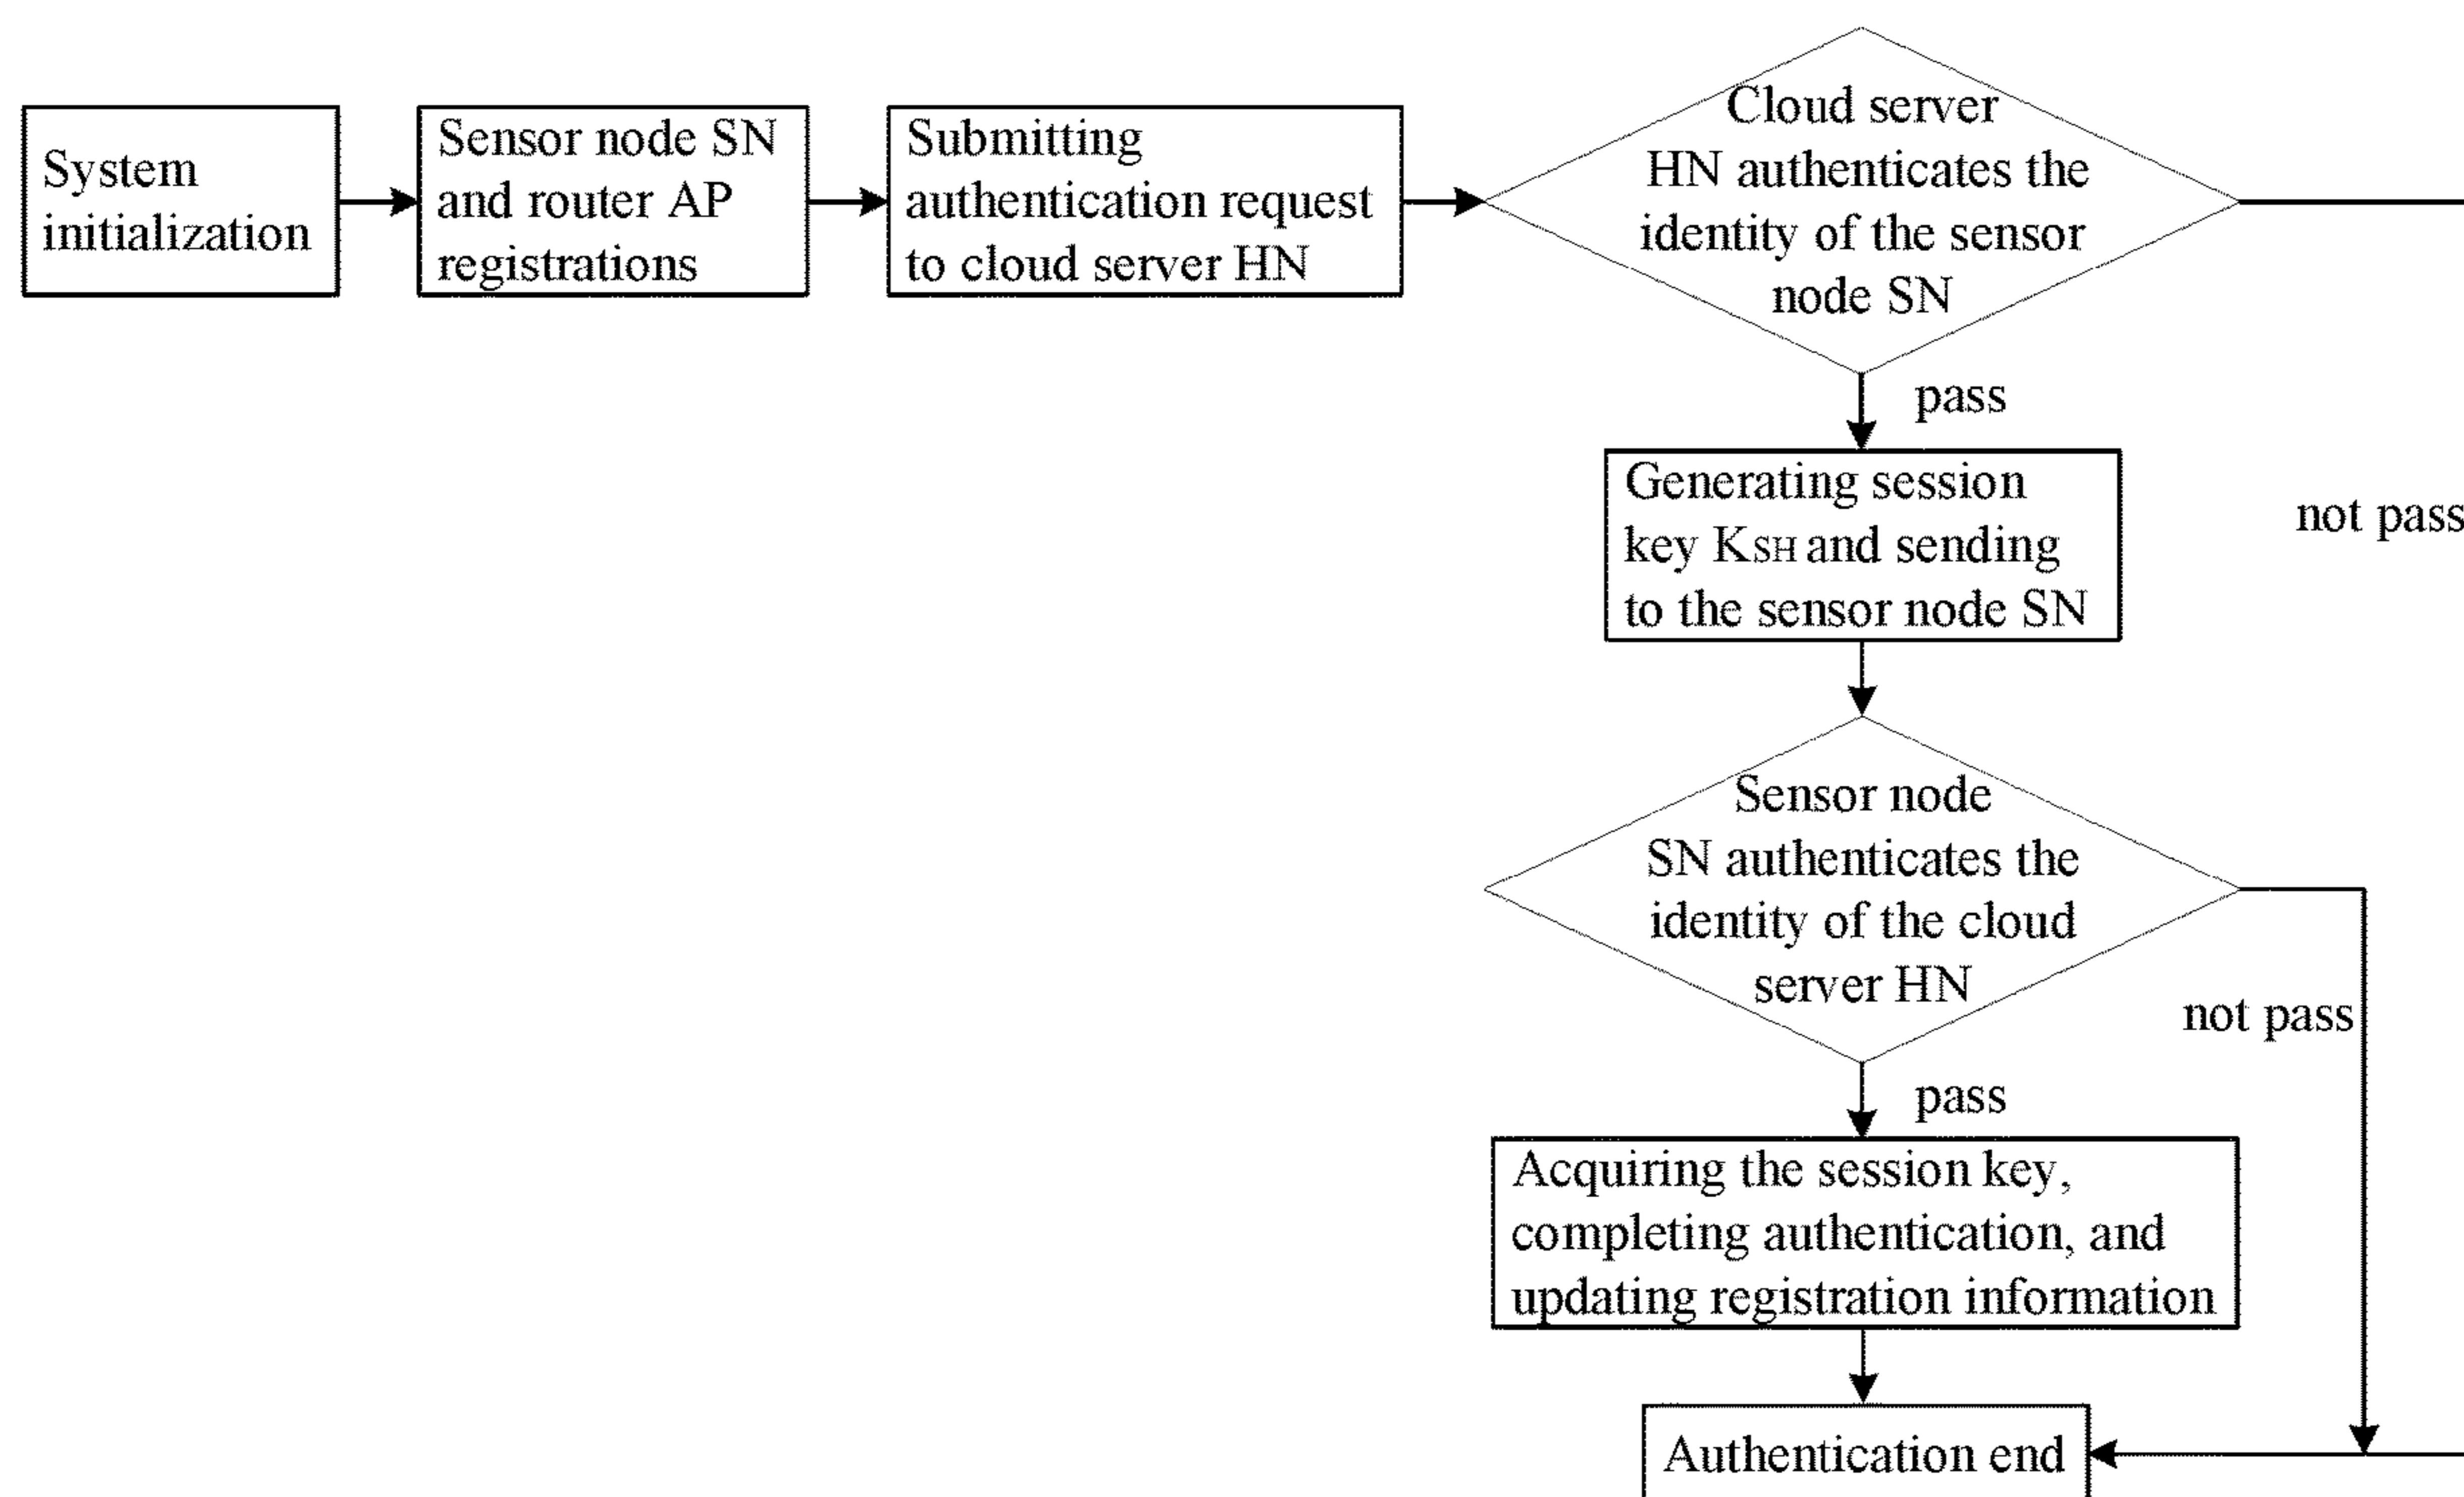 System
initialization
Sensor node SN
and router AP
registrations
Submitting
authentication request
to cloud server HN
Cloud server
HN authenticates the
identity of the sensor
node SN
pass
not pass
Generating session
key KSH and sending
to the sensor node SN
Sensor node
SN authenticates the
identity of the cloud
server HN
not pass
pass
Acquiring the session key,
completing authentication, and
updating registration information
Authentication end